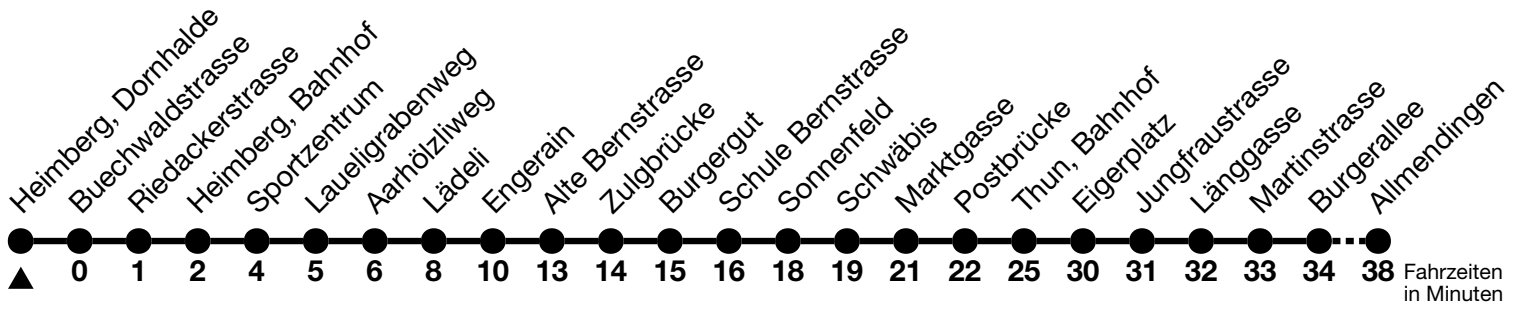 Heimberg, Dornhalde
Buechwaldstrasse
Riedackerstrasse
Heimberg, Bahnhof
Sportzentrum
Laueligrabenweg
Aarhölzliweg
Lädeli
Engerain
Alte Bernstrasse
Zulgbrücke
Burgergut
Schule Bernstrasse
Sonnenfeld
Schwäbis
Marktgasse
Postbrücke
Thun, Bahnhof
Eigerplatz
Jungfraustrasse
Länggasse
Martinstrasse
Burgerallee
Allmendingen
0 1 2 4 5 6 8 10 13 14 15 16 18 19 21 22 25 30 31 32 33 34 38 Fahrzeiten
in Minuten